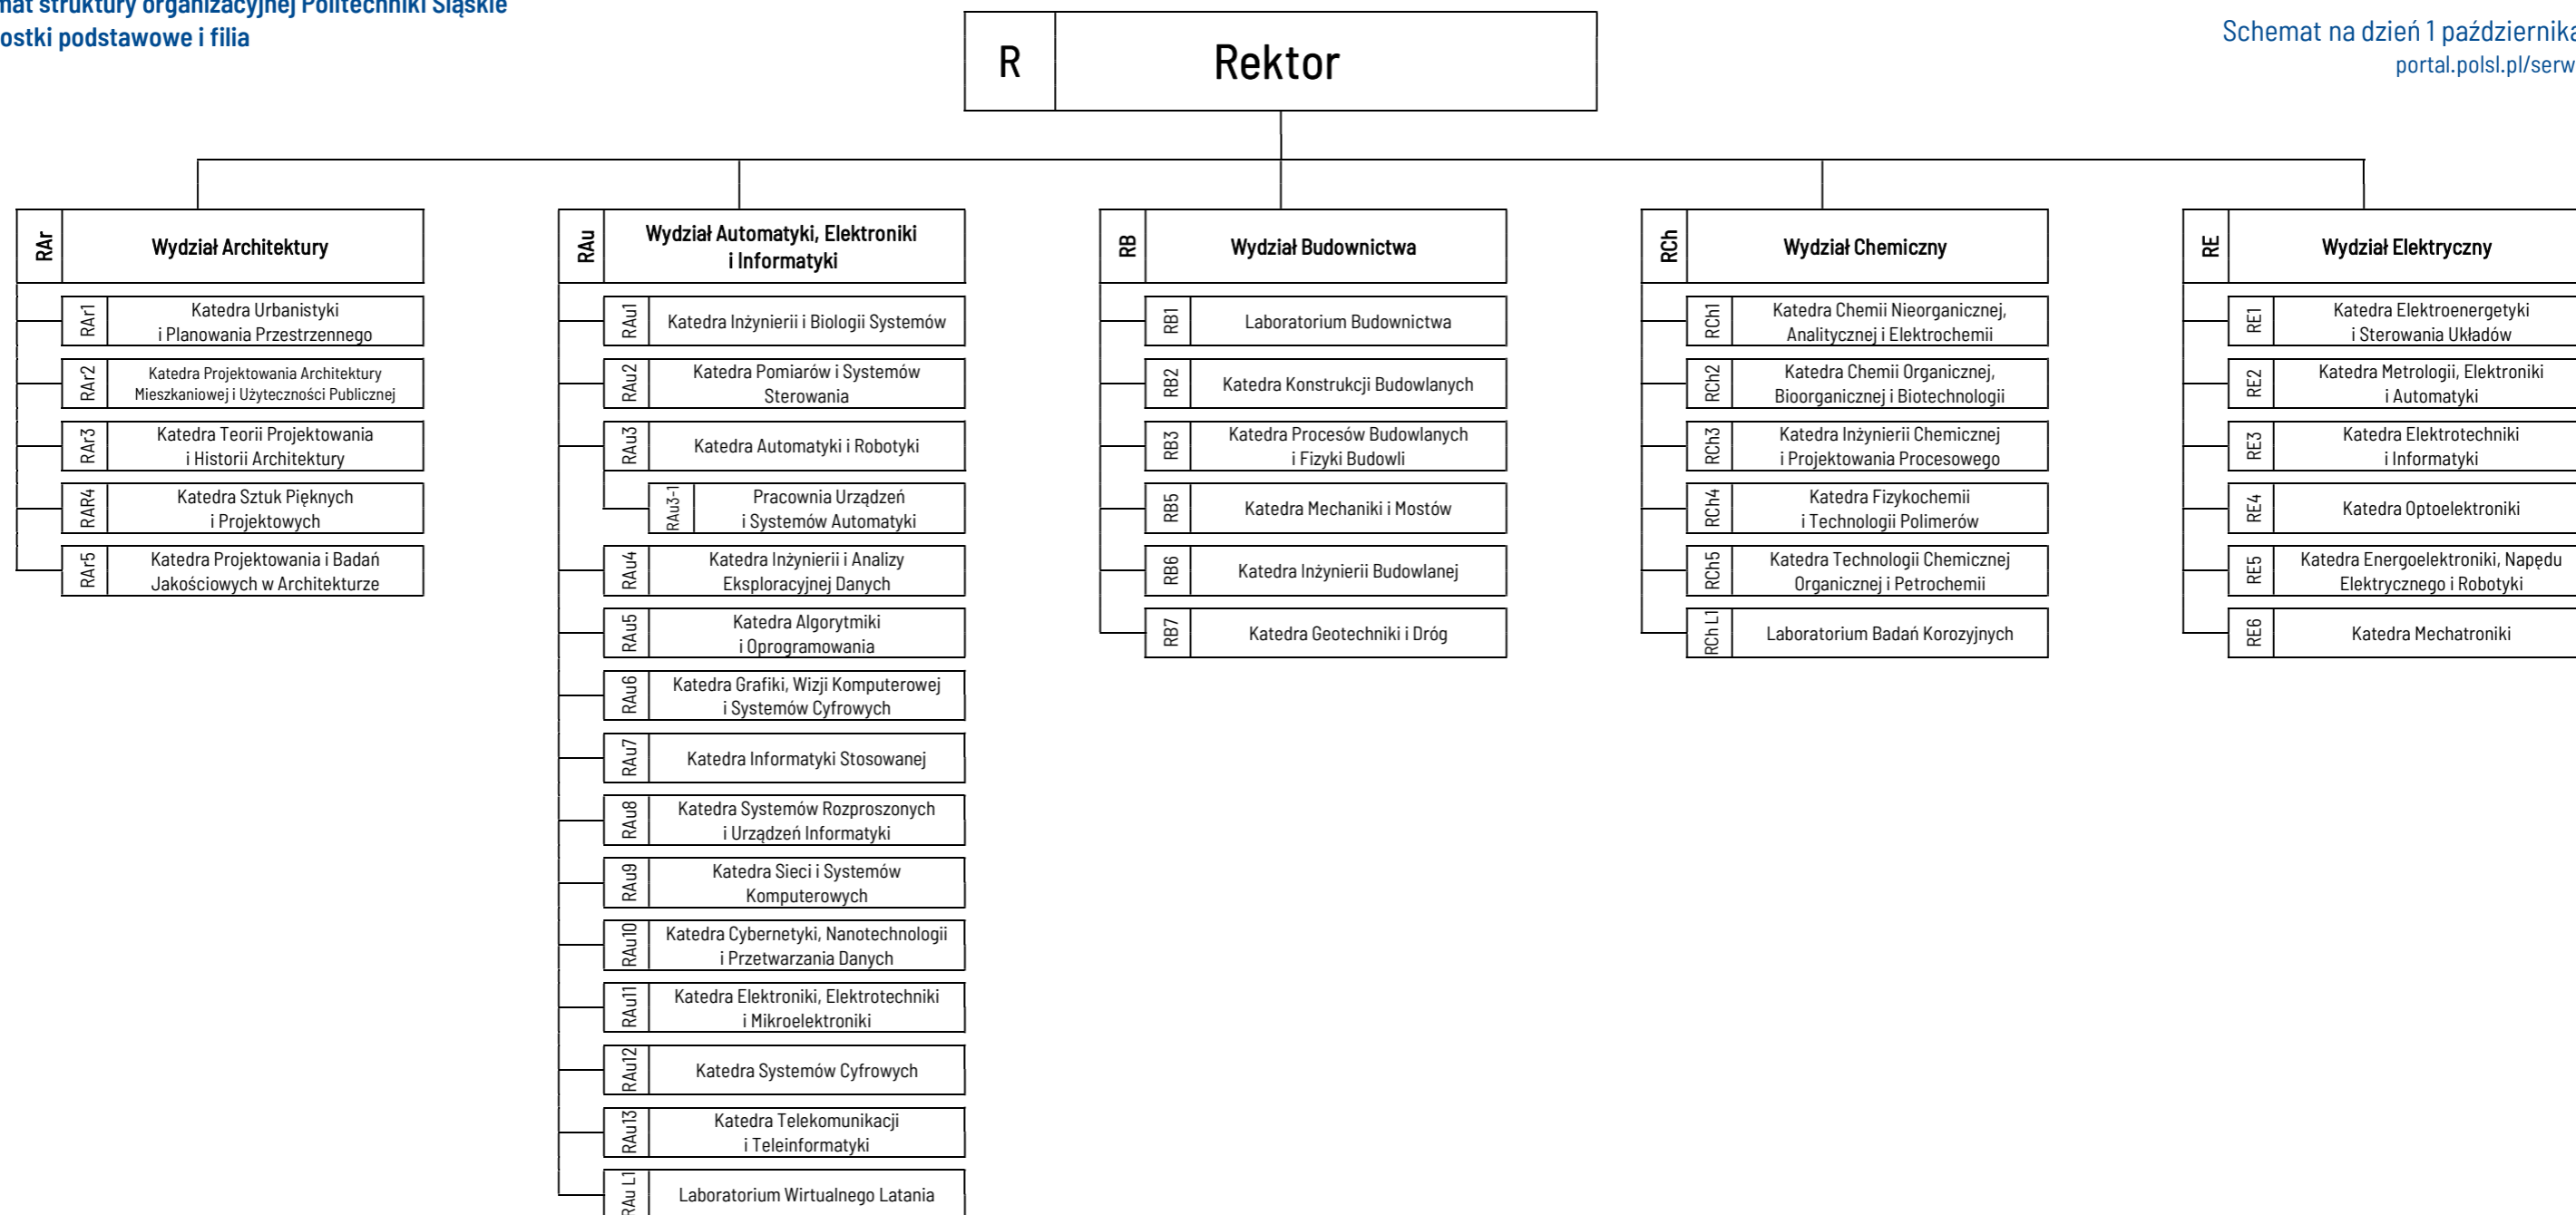 struktury organizacyjnej Politechniki
podstawowe i filia
Schemat na dzień 1 października
portal.polsl.pl/
R
Rektor
RAr
Wydział Architektury
RAr1
Katedra Urbanistyki
i Planowania Przestrzennego
RAr2
Katedra Projektowania Architektury
Mieszkaniowej i Użyteczności Publicznej
RAr3
Katedra Teorii Projektowania
i Historii Architektury
RAR4
Katedra Sztuk Pięknych
i Projektowych
RAr5
Katedra Projektowania i Badań
Jakościowych w Architekturze
RAu
Wydział Automatyki, Elektroniki
i Informatyki
RAu1
Katedra Inżynierii i Biologii Systemów
RAu2
Katedra Pomiarów i Systemów
Sterowania
RAu3
Katedra Automatyki i Robotyki
RAu3-1
Pracownia Urządzeń
i Systemów Automatyki
RAu4
Katedra Inżynierii i Analizy
Eksploracyjnej Danych
RAu5
Katedra Algorytmiki
i Oprogramowania
RAu6
Katedra Grafiki, Wizji Komputerowej
i Systemów Cyfrowych
RAu7
Katedra Informatyki Stosowanej
RAu8
Katedra Systemów Rozproszonych
i Urządzeń Informatyki
RAu9
Katedra Sieci i Systemów
Komputerowych
RAu10
Katedra Cybernetyki, Nanotechnologii
i Przetwarzania Danych
RAu11
Katedra Elektroniki, Elektrotechniki
i Mikroelektroniki
RAu12
Katedra Systemów Cyfrowych
RAu13
Katedra Telekomunikacji
i Teleinformatyki
RAu L1
Laboratorium Wirtualnego Latania
RB
Wydział Budownictwa
RB1
Laboratorium Budownictwa
RB2
Katedra Konstrukcji Budowlanych
RB3
Katedra Procesów Budowlanych
i Fizyki Budowli
RB5
Katedra Mechaniki i Mostów
RB6
Katedra Inżynierii Budowlanej
RB7
Katedra Geotechniki i Dróg
RCh
Wydział Chemiczny
RCh1
Katedra Chemii Nieorganicznej,
Analitycznej i Elektrochemii
RCh2
Katedra Chemii Organicznej,
Bioorganicznej i Biotechnologii
RCh3
Katedra Inżynierii Chemicznej
i Projektowania Procesowego
RCh4
Katedra Fizykochemii
i Technologii Polimerów
RCh5
Katedra Technologii Chemicznej
Organicznej i Petrochemii
RCh L1
Laboratorium Badań Korozyjnych
RE
Wydział Elektryczny
RE1
Katedra Elektroenergetyki
i Sterowania Układów
RE2
Katedra Metrologii, Elektroniki
i Automatyki
RE3
Katedra Elektrotechniki
i Informatyki
RE4
Katedra Optoelektroniki
RE5
Katedra Energoelektroniki, Napędu
Elektrycznego i Robotyki
RE6
Katedra Mechatroniki